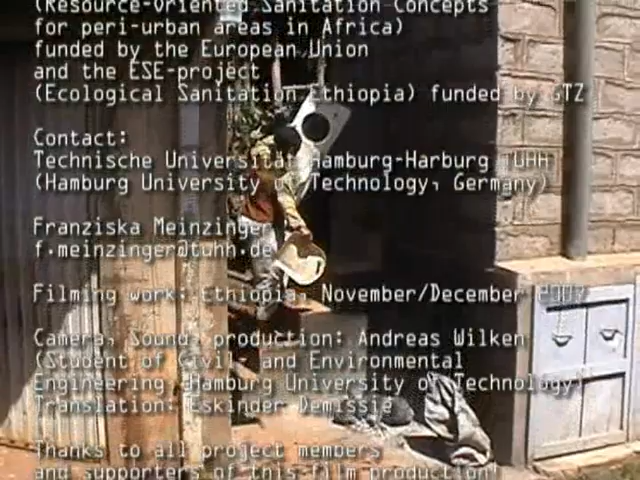 (Resource-Oriented Sanitation Concepts
for peri-urban areas in Africa)
funded by the European Union
and the ESE-project
(Ecological Sanitation Ethiopia) funded by GTZ
Contact:
Technische Universität Hamburg-Harburg TUHH
(Hamburg University of Technology, Germany)
Franziska Meinzinger
f.meinzinger@tuhh.de
Filming work: Ethiopia, November/December 2007
Camera, Sound, production: Andreas Wilken
(Student of Civil- and Environmental
Engineering, Hamburg University of Technology)
Translation: Eskinder Demissie
Thanks to all project members
and supporters of this film production!